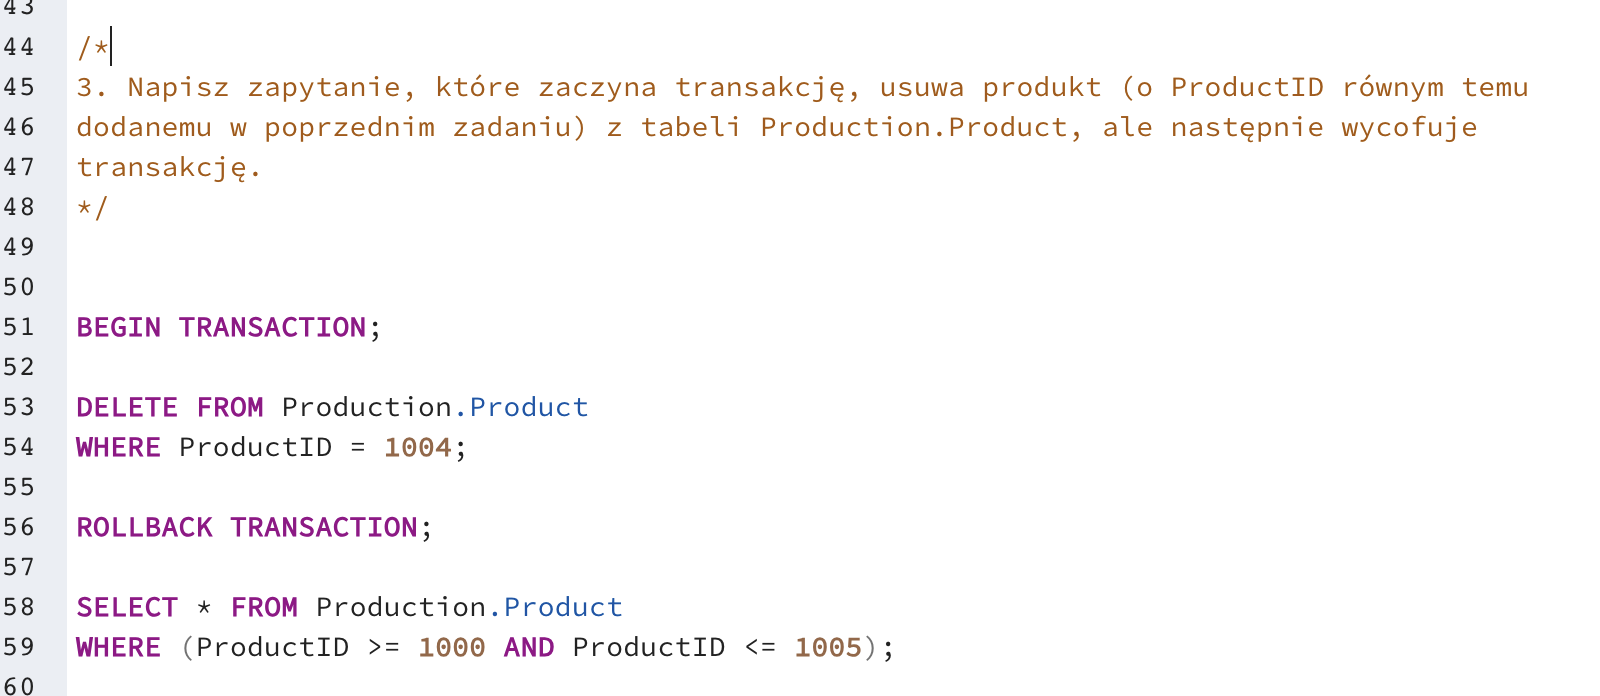 43
44 /*
45 3. Napisz zapytanie, które zaczyna transakcję, usuwa produkt (o ProductID równym temu
46 dodanemu w poprzednim zadaniu) z tabeli Production.Product, ale następnie wycofuje
47 transakcję.
48 */
49
50
51 BEGIN TRANSACTION;
52
53 DELETE FROM Production.Product
54 WHERE ProductID = 1004;
55
56 ROLLBACK TRANSACTION;
57
58 SELECT * FROM Production.Product
59 WHERE (ProductID >= 1000 AND ProductID <= 1005);
60